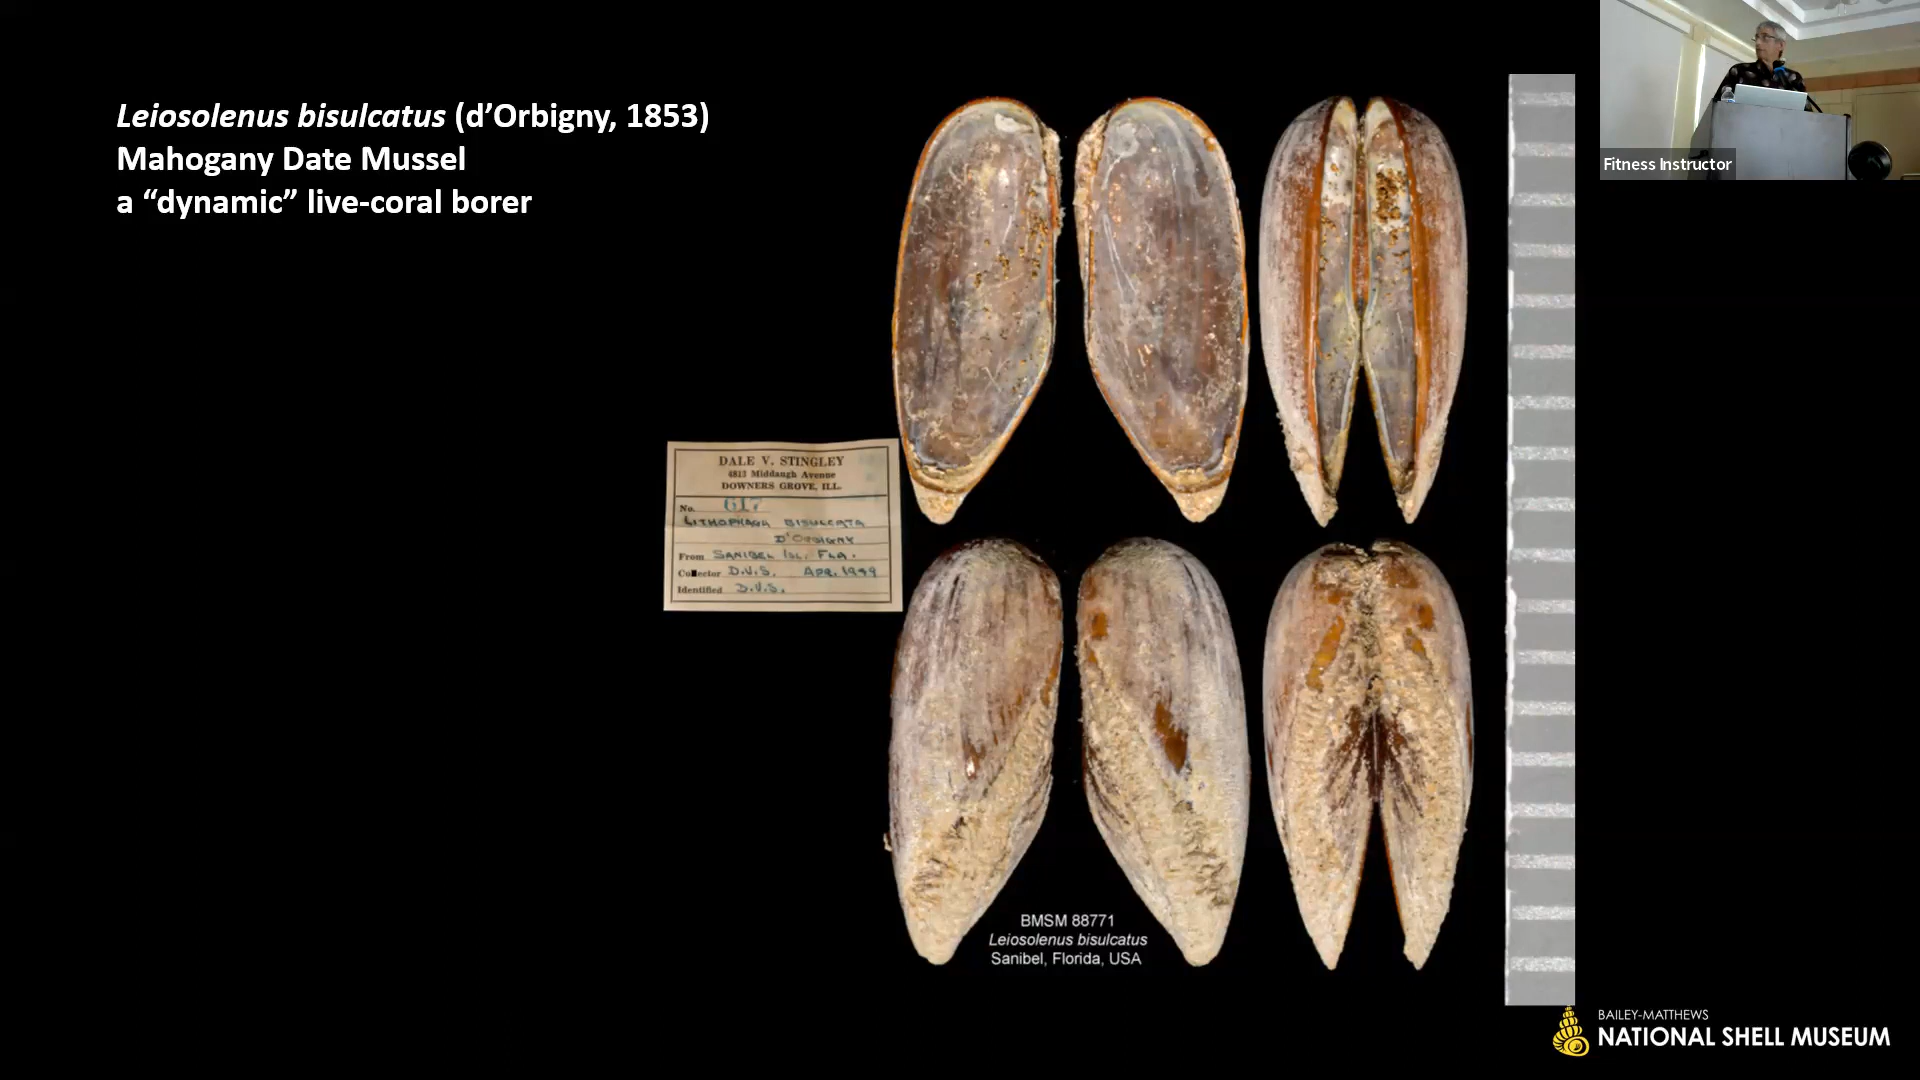 Leiosolenus bisulcatus (d’Orbigny, 1853)
Mahogany Date Mussel
a “dynamic” live-coral borer
Fitness Instructor
DALE V. STINGLEY
4813 Middaugh Avenue
DOWNERS GROVE, ILL.
No. 617
LITHOPHAGA BISULCATA
D'ORBIGNY
From SANIBEL ISL. FLA.
Collector D.V.S. APR. 1949
Identified D.V.S.
BMSM 88771
Leiosolenus bisulcatus
Sanibel, Florida, USA
BAILEY-MATTHEWS
NATIONAL SHELL MUSEUM